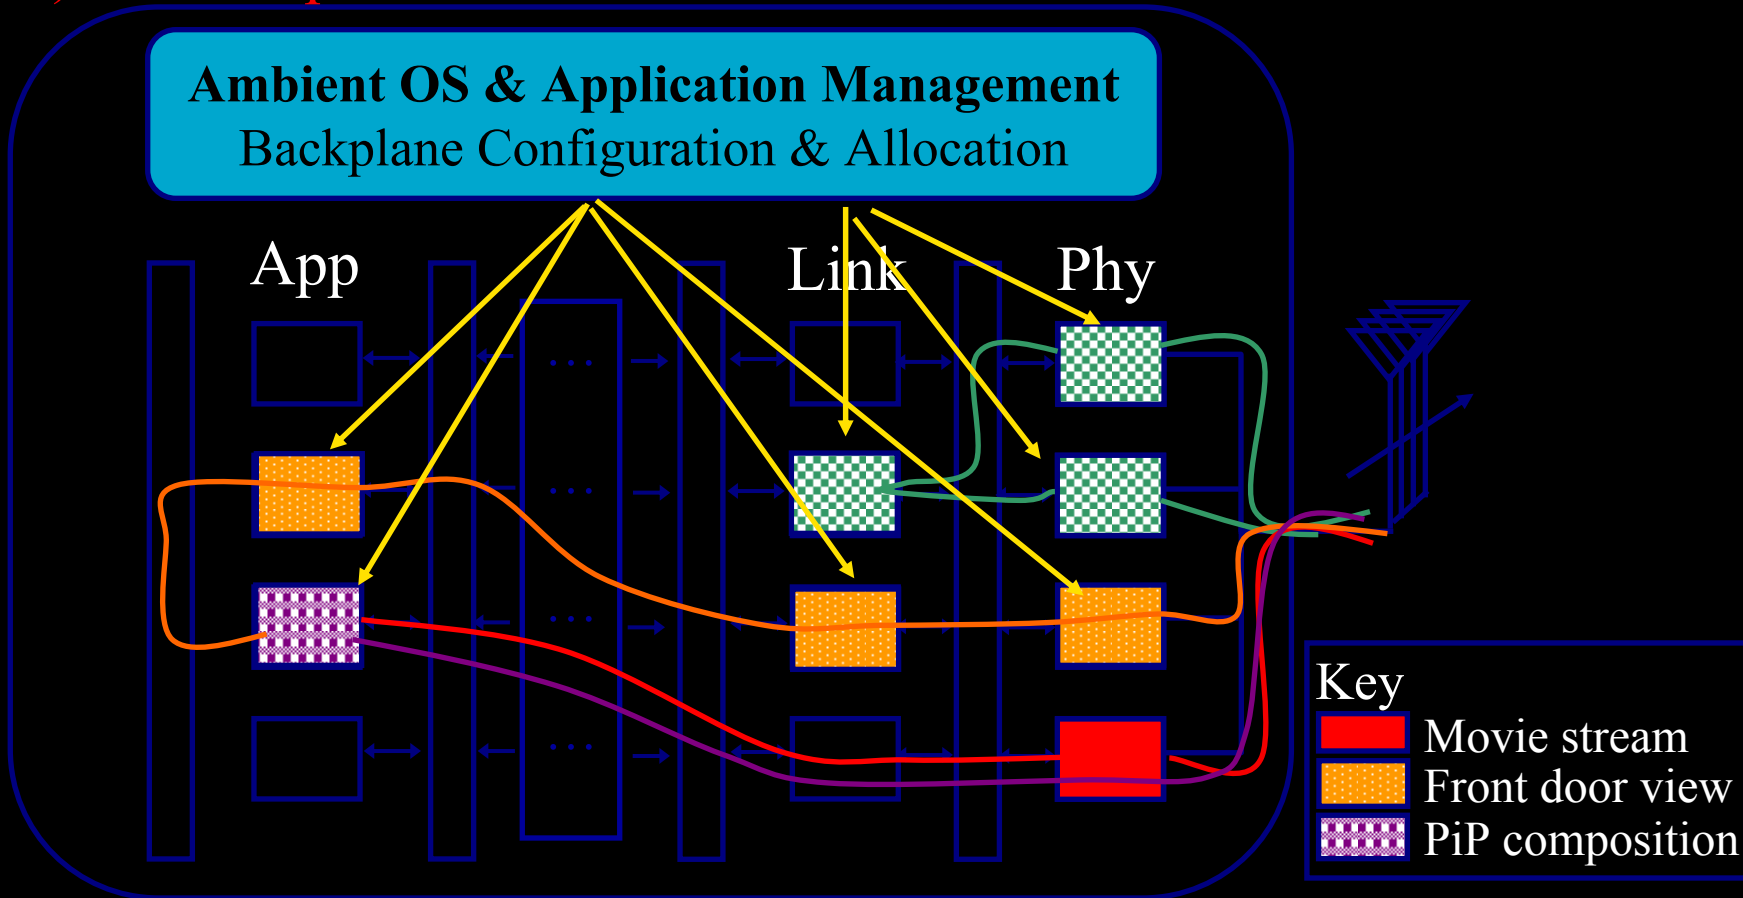 Ambient OS & Application Management
Backplane Configuration & Allocation
App
Link
Phy
...
...
...
...
Key
Movie stream
Front door view
PiP composition